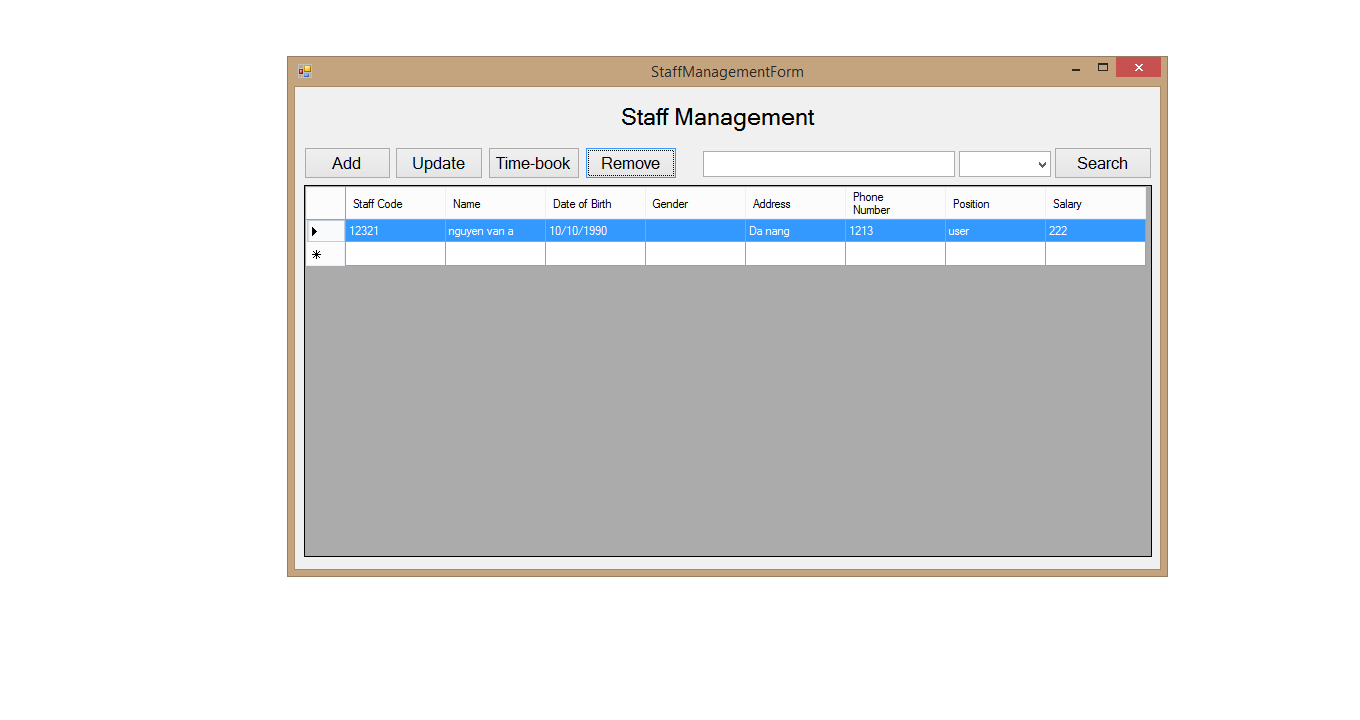 StaffManagementForm
Staff Management
Add Update Time-book Remove Search
Staff Code Name Date of Birth Gender Address Phone Number Position Salary
12321 nguyen van a 10/10/1990 Da nang 1213 user 222